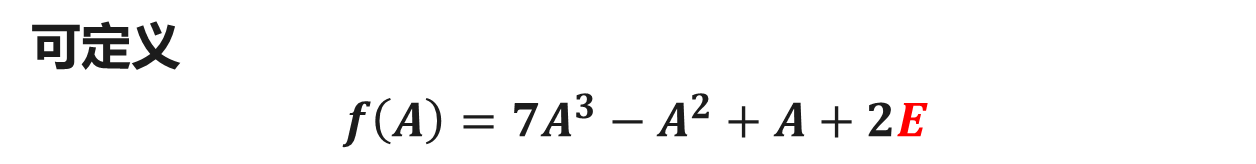 可定义
f(A) = 7A³ − A² + A + 2E